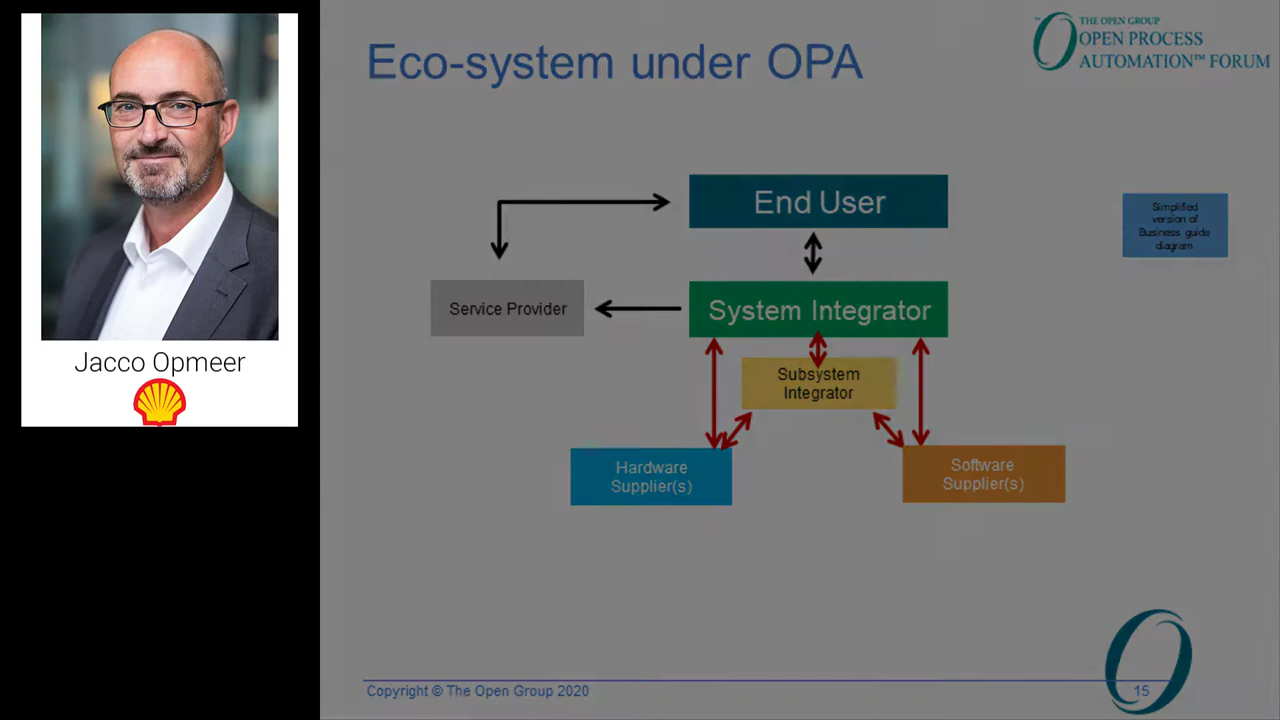 Jacco Opmeer
Eco-system under OPA
THE OPEN GROUP
OPEN PROCESS
AUTOMATION™ FORUM
End User
Simplified
version of
Business guide
diagram
Service Provider
System Integrator
Subsystem
Integrator
Hardware
Supplier(s)
Software
Supplier(s)
Copyright © The Open Group 2020
15